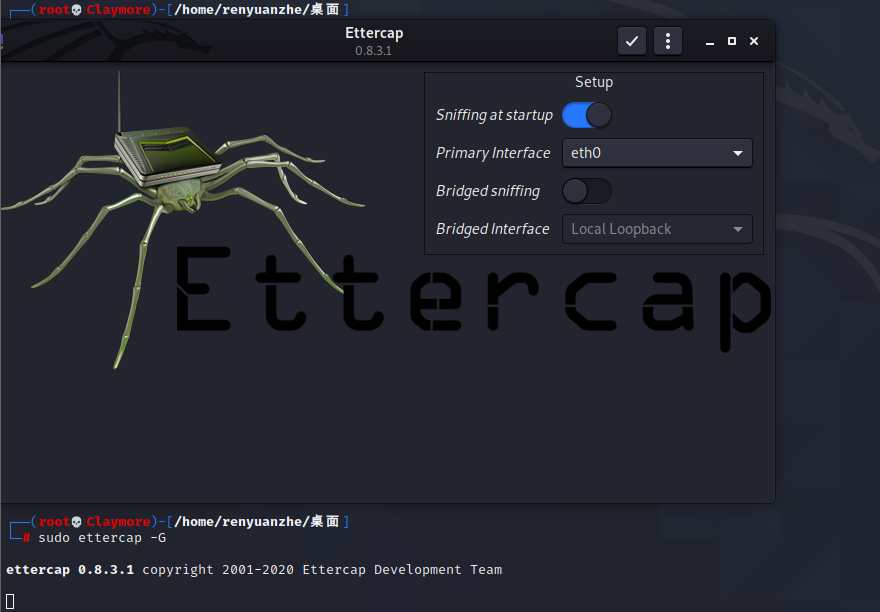 ┌──(root💀Claymore)-[/home/renyuanzhe/桌面]
Ettercap
0.8.3.1
Setup
Sniffing at startup
Primary Interface eth0
Bridged sniffing
Bridged Interface Local Loopback
Ettercap
┌──(root💀Claymore)-[/home/renyuanzhe/桌面]
└─# sudo ettercap -G
ettercap 0.8.3.1 copyright 2001-2020 Ettercap Development Team